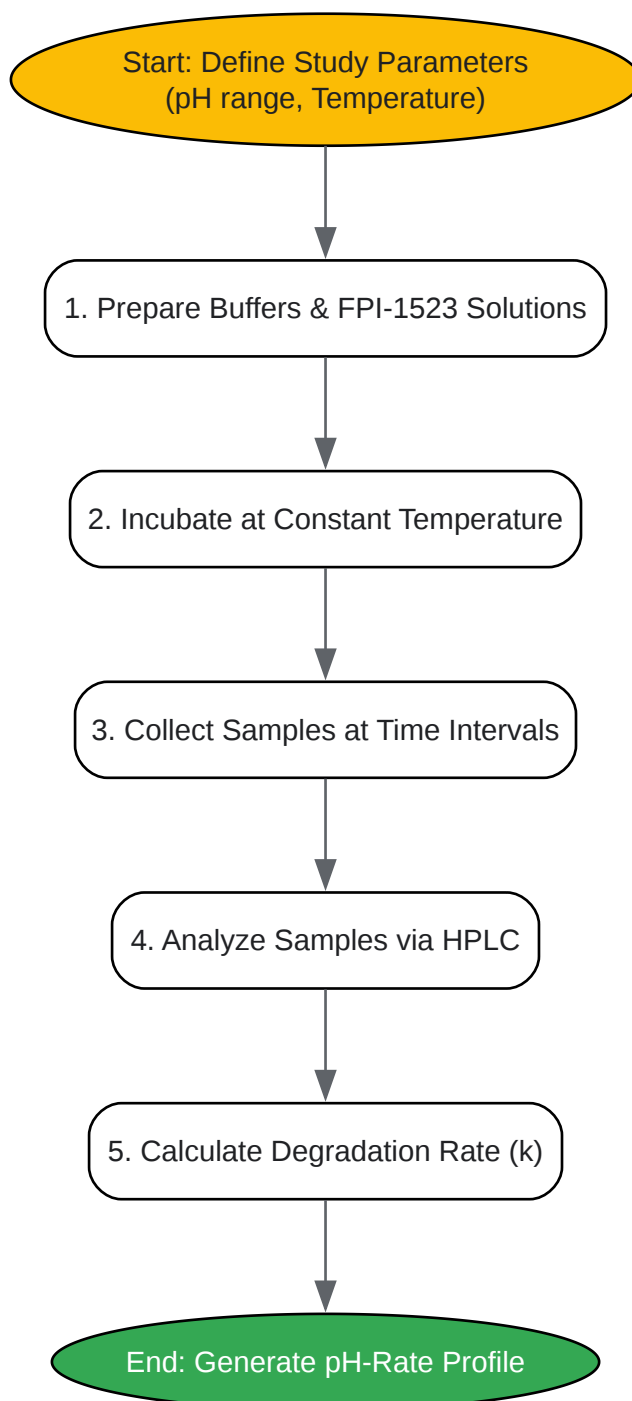 Start: Define Study Parameters
(pH range, Temperature)
1. Prepare Buffers & FPI-1523 Solutions
2. Incubate at Constant Temperature
3. Collect Samples at Time Intervals
4. Analyze Samples via HPLC
5. Calculate Degradation Rate (k)
End: Generate pH-Rate Profile